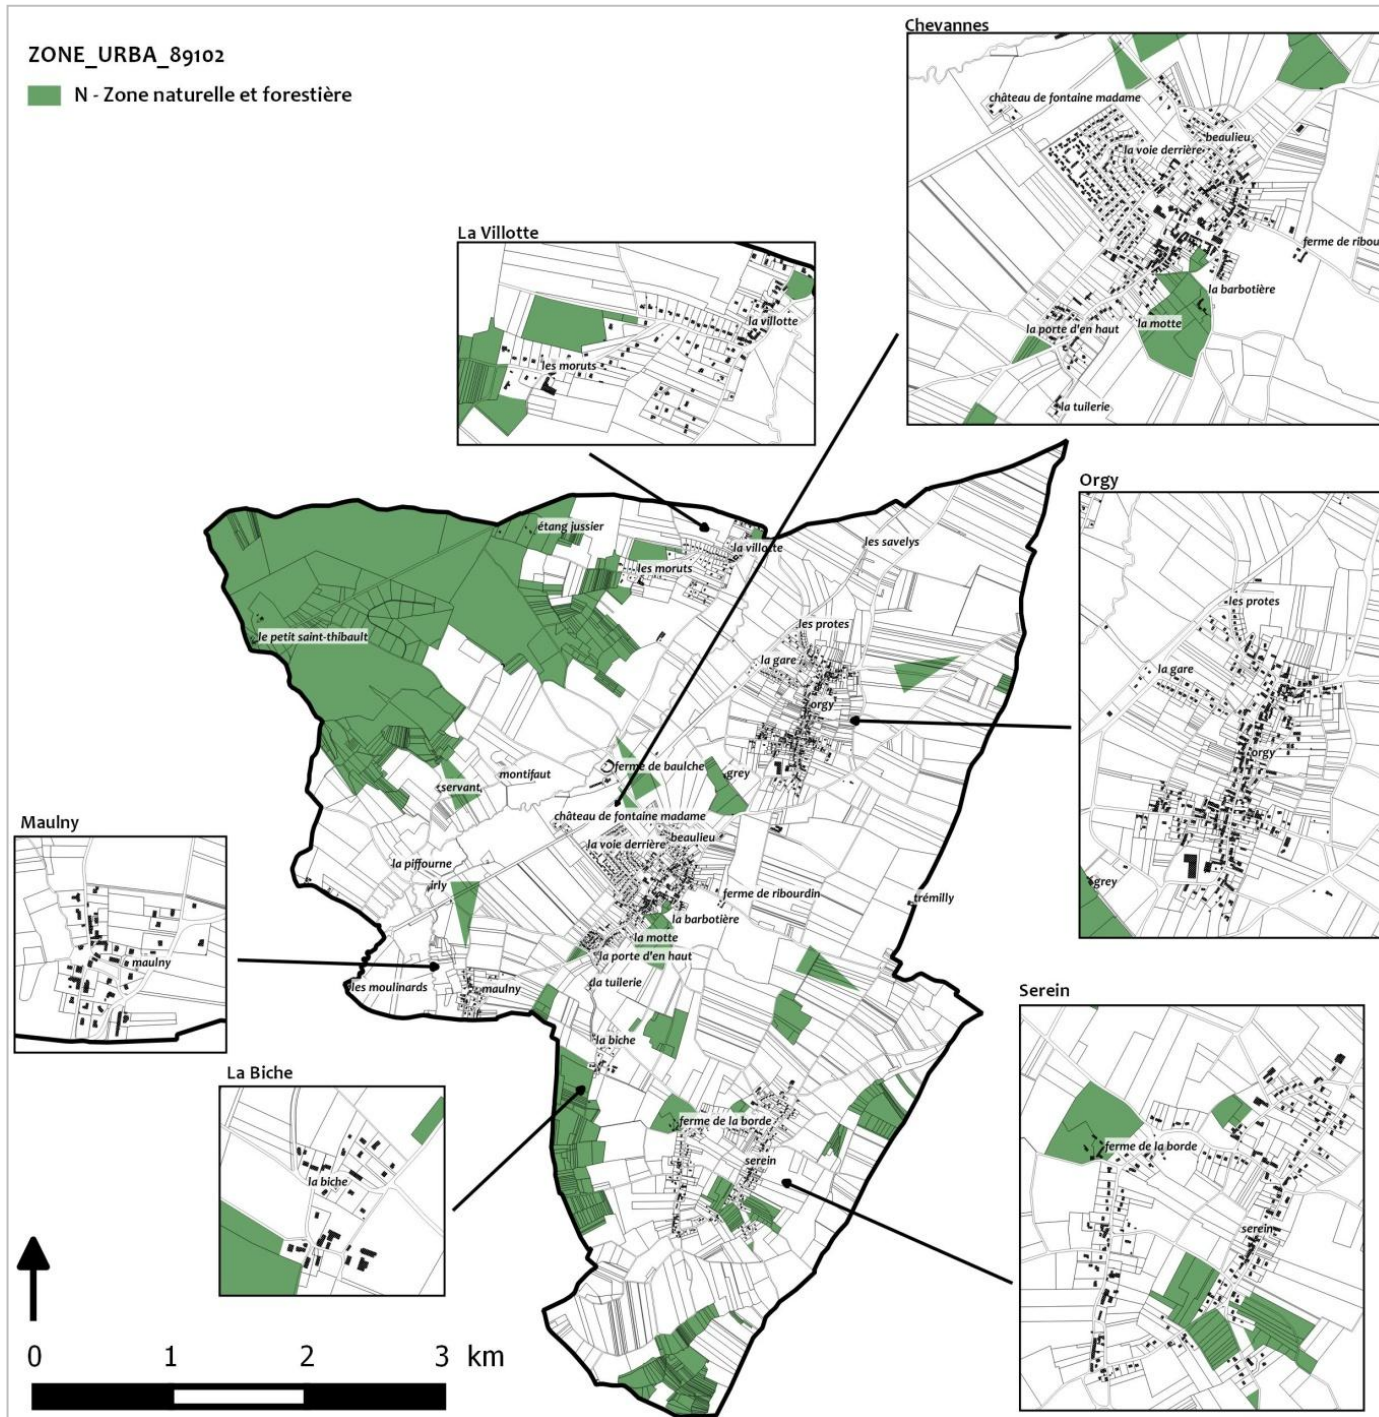 Chevannes
ZONE_URBA_89102
N - Zone naturelle et forestière
château de fontaine madame
beaulieu
la voie derrière
ferme de ribou
la barbotière
la motte
la porte d'en haut
la tuilerie
La Villotte
la villotte
les moruts
Orgy
les protes
la gare
orgy
grey
étang jussier
les savelys
la villotte
les moruts
le petit saint-thibault
les protes
la gare
orgy
ferme de baulche
grey
montifaut
servant
château de fontaine madame
beaulieu
la voie derrière
la piffourne
irly
ferme de ribourdin
trémilly
la barbotière
la motte
la porte d'en haut
la tuilerie
les moulinards
maulny
la biche
ferme de la borde
serein
Maulny
maulny
La Biche
la biche
Serein
ferme de la borde
serein
0 1 2 3 km